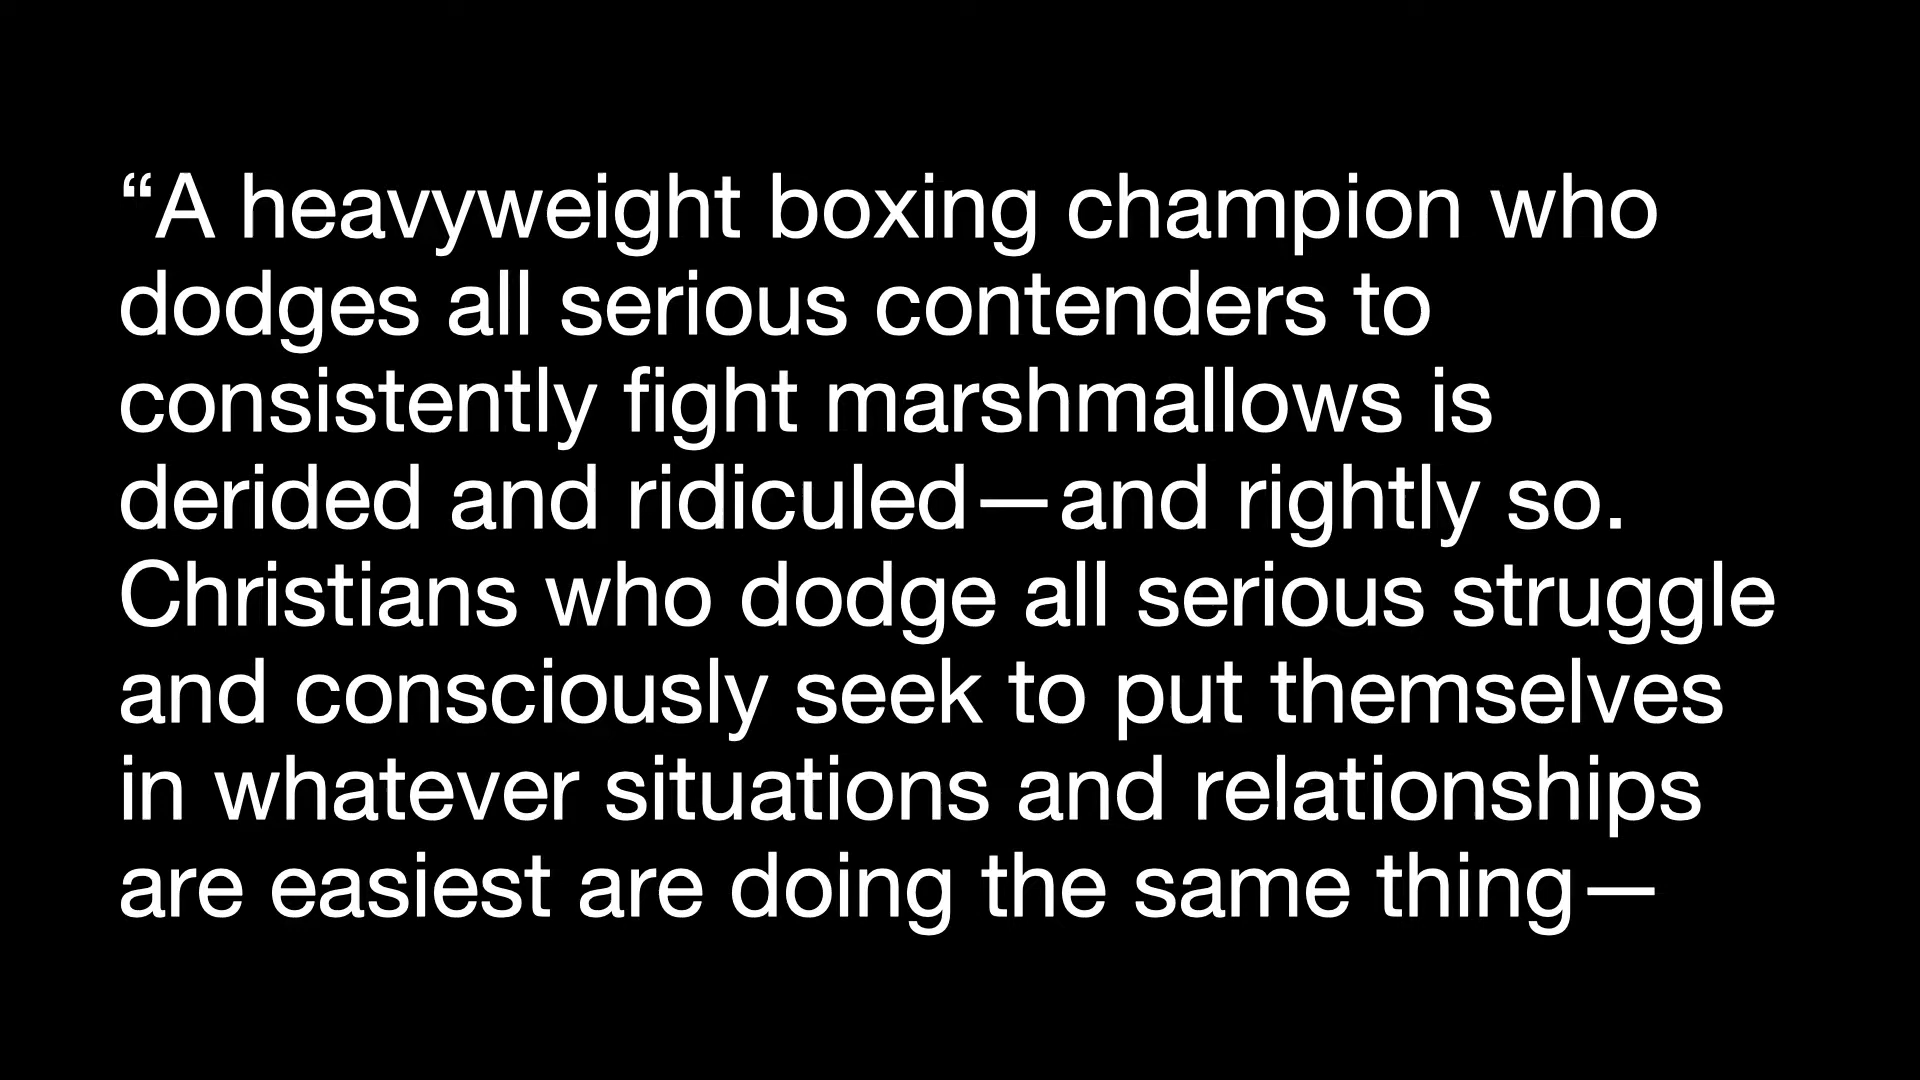 “A heavyweight boxing champion who
dodges all serious contenders to
consistently fight marshmallows is
derided and ridiculed—and rightly so.
Christians who dodge all serious struggle
and consciously seek to put themselves
in whatever situations and relationships
are easiest are doing the same thing—